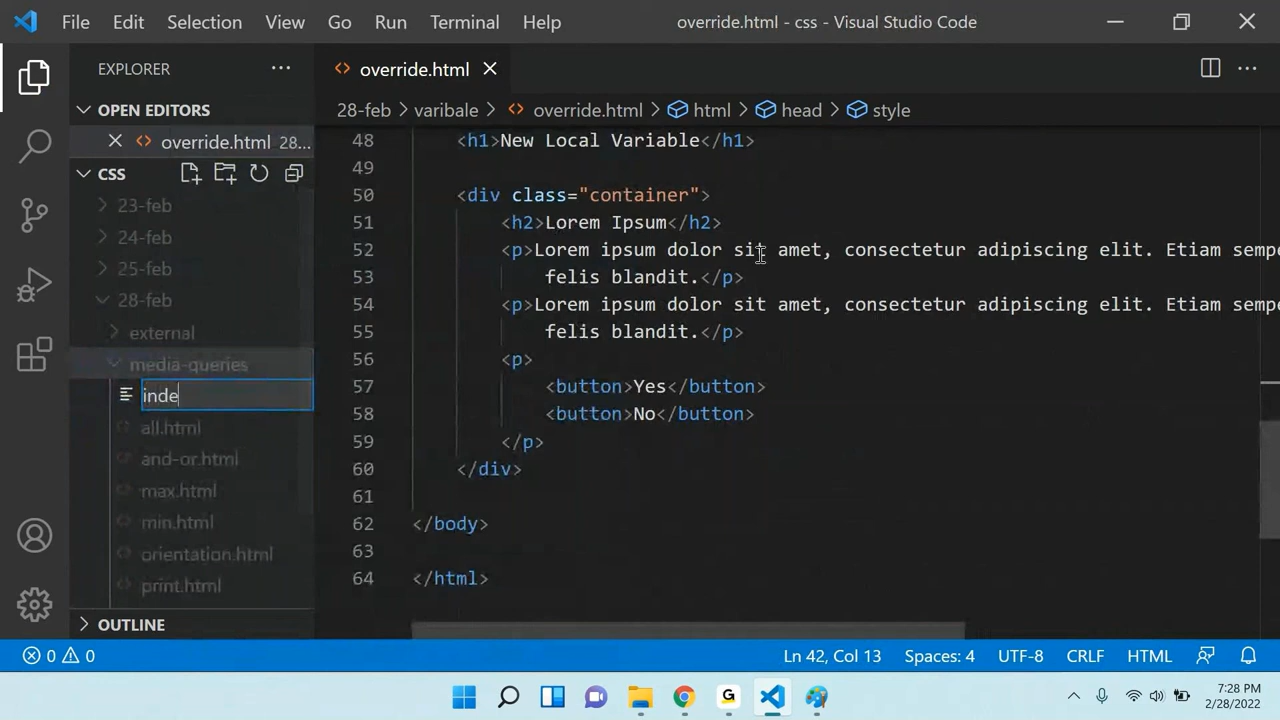 File Edit Selection View Go Run Terminal Help override.html - css - Visual Studio Code
EXPLORER
override.html
OPEN EDITORS
28-feb varibale override.html html head style
override.html 28...
CSS
23-feb
24-feb
25-feb
28-feb
external
media-queries
inde
all.html
and-or.html
max.html
min.html
orientation.html
print.html
OUTLINE
48 <h1>New Local Variable</h1>
49
50 <div class="container">
51 <h2>Lorem Ipsum</h2>
52 <p>Lorem ipsum dolor sit amet, consectetur adipiscing elit. Etiam sempe
53 felis blandit.</p>
54 <p>Lorem ipsum dolor sit amet, consectetur adipiscing elit. Etiam sempe
55 felis blandit.</p>
56 <p>
57 <button>Yes</button>
58 <button>No</button>
59 </p>
60 </div>
61
62 </body>
63
64 </html>
0 0 Ln 42, Col 13 Spaces: 4 UTF-8 CRLF HTML
G
7:28 PM
2/28/2022